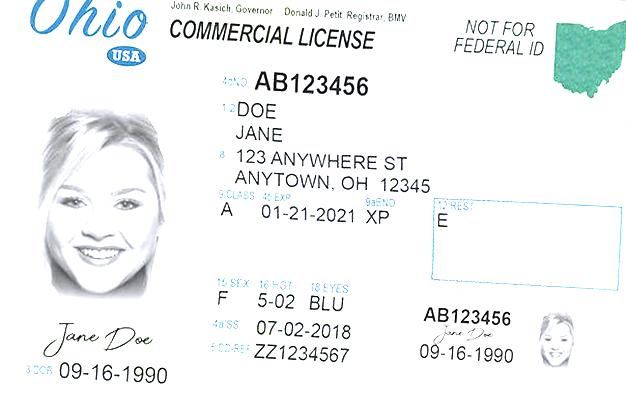 Ohio
USA
John R. Kasich, Governor Donald J. Petit, Registrar, BMV
COMMERCIAL LICENSE
NOT FOR
FEDERAL ID
AB123456
1,2 DOE
JANE
8 123 ANYWHERE ST
ANYTOWN, OH 12345
9 CLASS 4b EXP 9aEND 12 REST
A 01-21-2021 XP E
15 SEX 16 HGT 18 EYES
F 5-02 BLU
4a ISS 07-02-2018
5 DD-REF ZZ1234567
Jane Doe
3 DOB 09-16-1990
AB123456
Jane Doe
09-16-1990